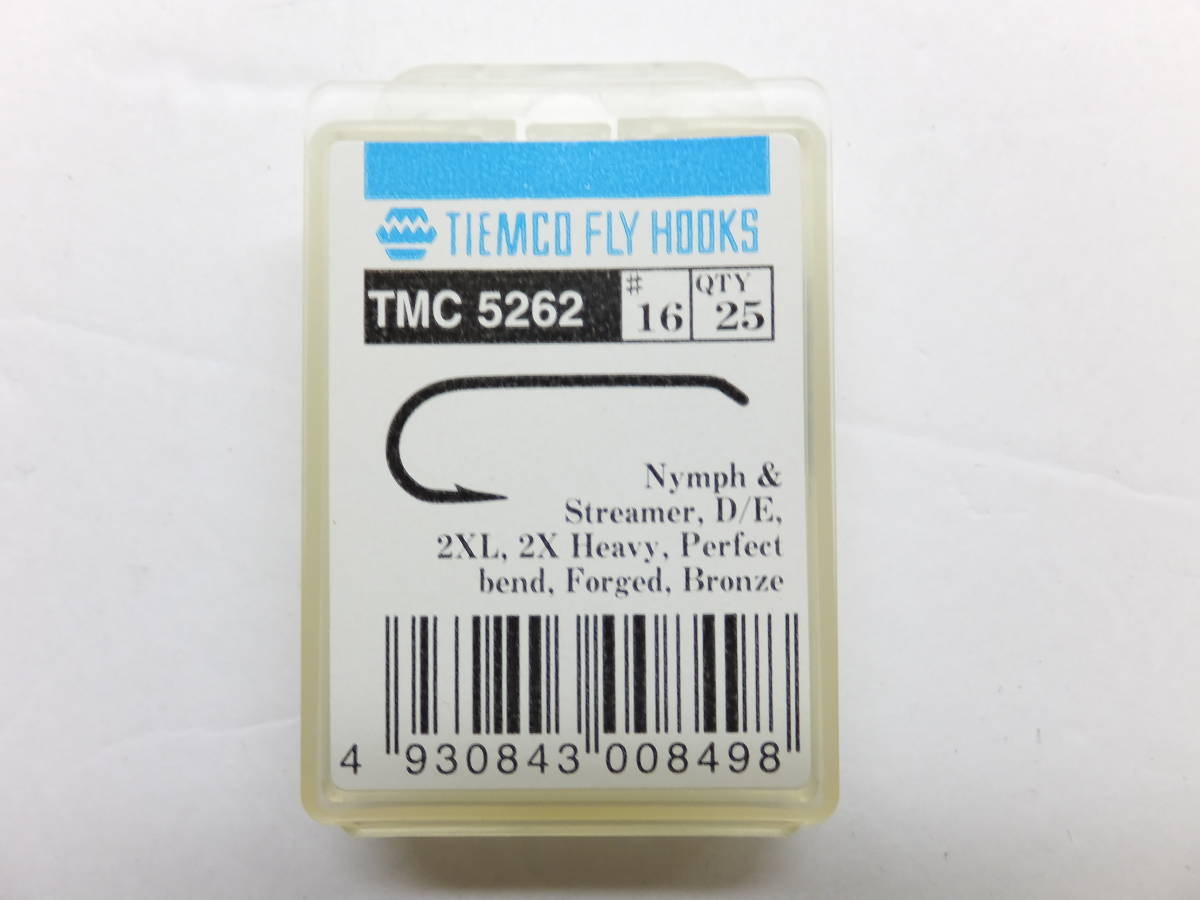 TIEMCO FLY HOOKS
TMC 5262 # 16 QTY 25
Nymph &
Streamer, D/E,
2XL, 2X Heavy, Perfect
bend, Forged, Bronze
4 930843 008498